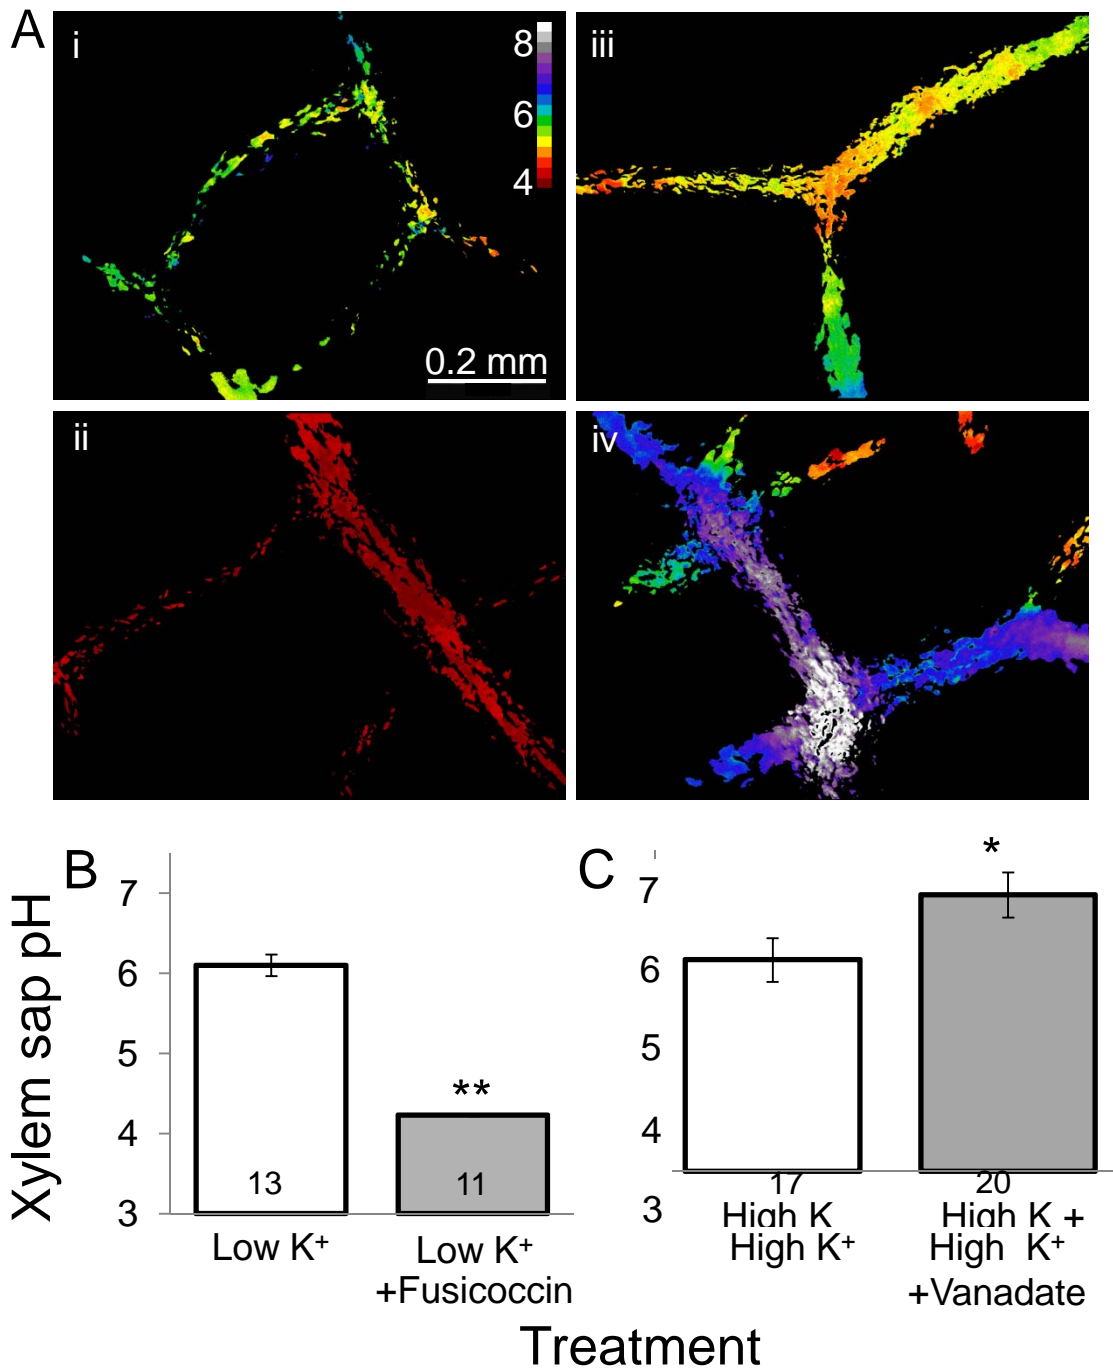 A
i
8
6
4
0.2 mm
iii
ii
iv
B
Xylem sap pH
7
6
5
4
3
**
13
11
Low K⁺
Low K⁺
+Fusicoccin
C
7
6
5
4
3
*
17
20
High K
High K +
High K⁺
High K⁺
+Vanadate
Treatment